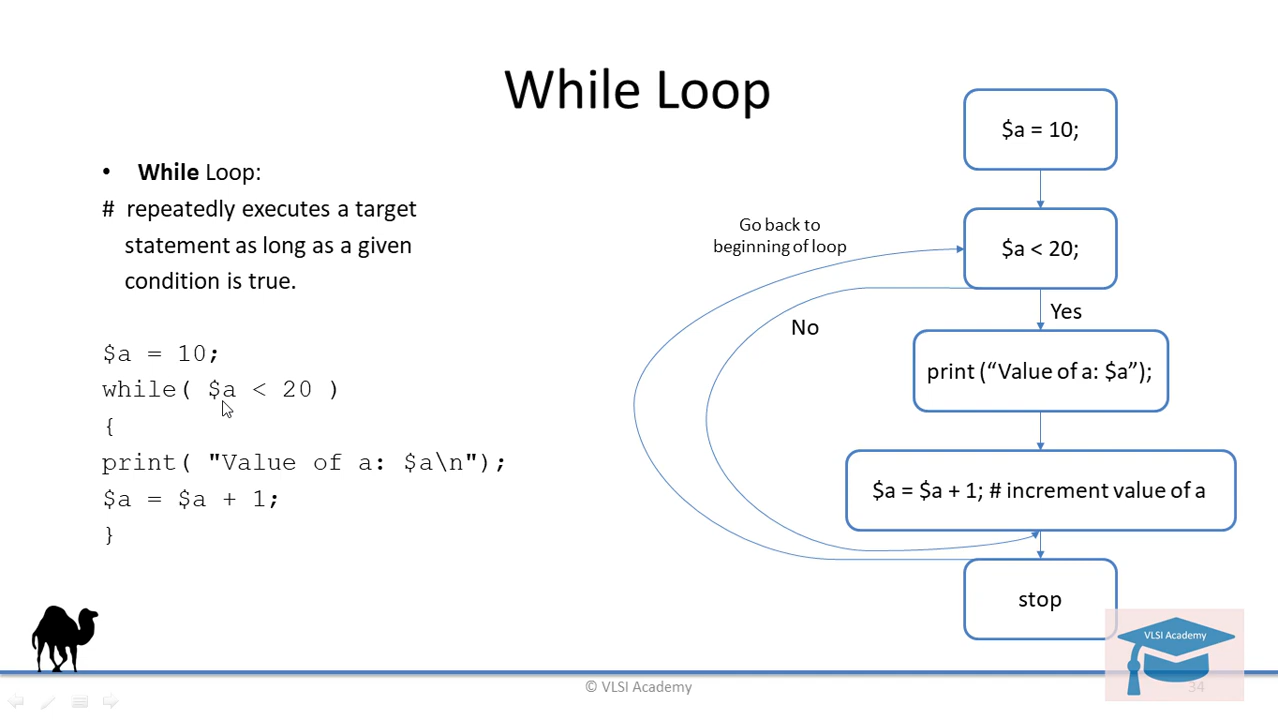 While Loop
• While Loop:
# repeatedly executes a target
statement as long as a given
condition is true.
$a = 10;
while( $a < 20 )
{
print( "Value of a: $a\n");
$a = $a + 1;
}
$a = 10;
$a < 20;
Go back to
beginning of loop
Yes
No
print (“Value of a: $a”);
$a = $a + 1; # increment value of a
stop
VLSI Academy
© VLSI Academy
34